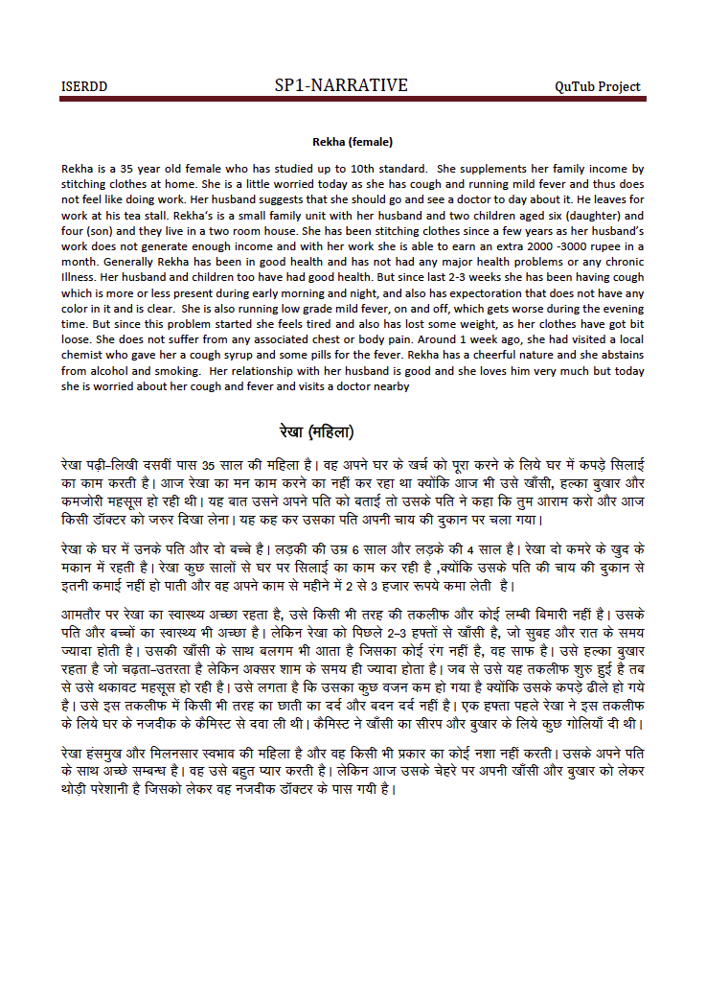 ISERDD SP1-NARRATIVE QuTub Project
Rekha (female)
Rekha is a 35 year old female who has studied up to 10th standard.  She supplements her family income by
stitching clothes at home. She is a little worried today as she has cough and running mild fever and thus does
not feel like doing work. Her husband suggests that she should go and see a doctor to day about it. He leaves for
work at his tea stall. Rekha‘s is a small family unit with her husband and two children aged six (daughter) and
four (son) and they live in a two room house. She has been stitching clothes since a few years as her husband’s
work does not generate enough income and with her work she is able to earn an extra 2000 -3000 rupee in a
month. Generally Rekha has been in good health and has not had any major health problems or any chronic
Illness. Her husband and children too have had good health. But since last 2-3 weeks she has been having cough
which is more or less present during early morning and night, and also has expectoration that does not have any
color in it and is clear.  She is also running low grade mild fever, on and off, which gets worse during the evening
time. But since this problem started she feels tired and also has lost some weight, as her clothes have got bit
loose. She does not suffer from any associated chest or body pain. Around 1 week ago, she had visited a local
chemist who gave her a cough syrup and some pills for the fever. Rekha has a cheerful nature and she abstains
from alcohol and smoking.  Her relationship with her husband is good and she loves him very much but today
she is worried about her cough and fever and visits a doctor nearby
रेखा (महिला)
रेखा पढ़ी–लिखी दसवीं पास 35 साल की महिला है। वह अपने घर के खर्च को पूरा करने के लिये घर में कपड़े सिलाई
का काम करती है। आज रेखा का मन काम करने का नहीं कर रहा था क्योंकि आज भी उसे खाँसी, हल्का बुखार और
कमजोरी महसूस हो रही थी। यह बात उसने अपने पति को बताई तो उसके पति ने कहा कि तुम आराम करो और आज
किसी डॉक्टर को जरुर दिखा लेना। यह कह कर उसका पति अपनी चाय की दुकान पर चला गया।
रेखा के घर में उनके पति और दो बच्चे है। लड़की की उम्र 6 साल और लड़के की 4 साल है। रेखा दो कमरे के खुद के
मकान में रहती है। रेखा कुछ सालों से घर पर सिलाई का काम कर रही है ,क्योंकि उसके पति की चाय की दुकान से
इतनी कमाई नहीं हो पाती और वह अपने काम से महीने में 2 से 3 हजार रूपये कमा लेती  है।
आमतौर पर रेखा का स्वास्थ्य अच्छा रहता है, उसे किसी भी तरह की तकलीफ और कोई लम्बी बिमारी नहीं है। उसके
पति और बच्चों का स्वास्थ्य भी अच्छा है। लेकिन रेखा को पिछले 2–3 हफ्तों से खाँसी है, जो सुबह और रात के समय
ज्यादा होती है। उसकी खाँसी के साथ बलगम भी आता है जिसका कोई रंग नहीं है, वह साफ है। उसे हल्का बुखार
रहता है जो चढ़ता–उतरता है लेकिन अक्सर शाम के समय ही ज्यादा होता है। जब से उसे यह तकलीफ शुरु हुई है तब
से उसे थकावट महसूस हो रही है। उसे लगता है कि उसका कुछ वजन कम हो गया है क्योंकि उसके कपड़े ढीले हो गये
है। उसे इस तकलीफ में किसी भी तरह का छाती का दर्द और बदन दर्द नहीं है। एक हफ्ता पहले रेखा ने इस तकलीफ
के लिये घर के नजदीक के कैमिस्ट से दवा ली थी। कैमिस्ट ने खाँसी का सीरप और बुखार के लिये कुछ गोलियाँ दी थी।
रेखा हंसमुख और मिलनसार स्वभाव की महिला है और वह किसी भी प्रकार का कोई नशा नहीं करती। उसके अपने पति
के साथ अच्छे सम्बन्ध है। वह उसे बहुत प्यार करती है। लेकिन आज उसके चेहरे पर अपनी खाँसी और बुखार को लेकर
थोड़ी परेशानी है जिसको लेकर वह नजदीक डॉक्टर के पास गयी है।